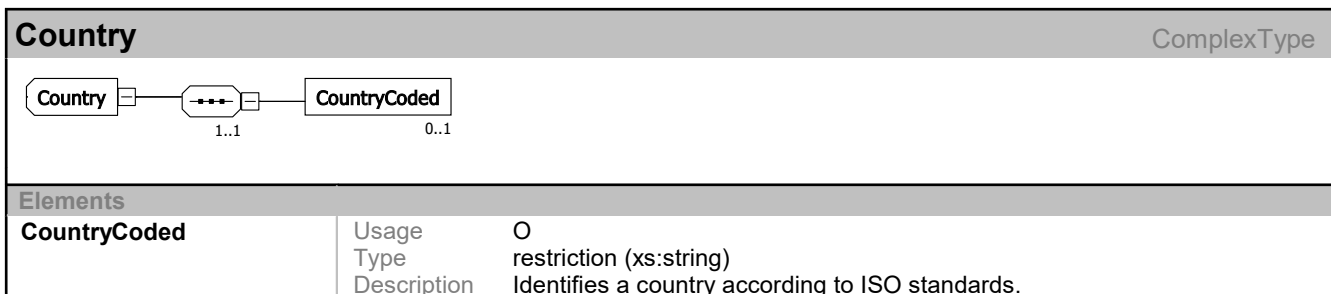 Country ComplexType
Country CountryCoded
1..1 0..1
Elements
CountryCoded Usage O
Type restriction (xs:string)
Description Identifies a country according to ISO standards.